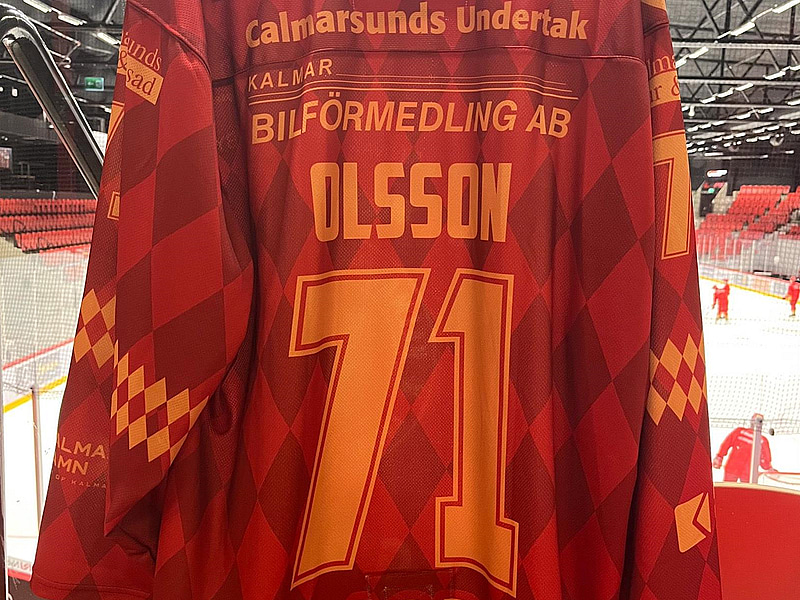 Calmarsunds Undertak
KALMAR
BILFÖRMEDLING AB
OLSSON
71